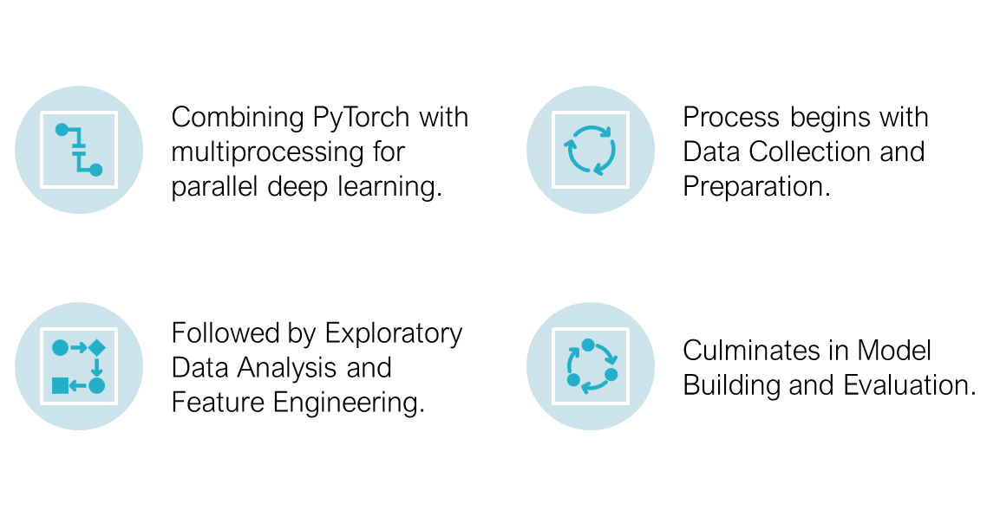 Combining PyTorch with
multiprocessing for
parallel deep learning.
Process begins with
Data Collection and
Preparation.
Followed by Exploratory
Data Analysis and
Feature Engineering.
Culminates in Model
Building and Evaluation.